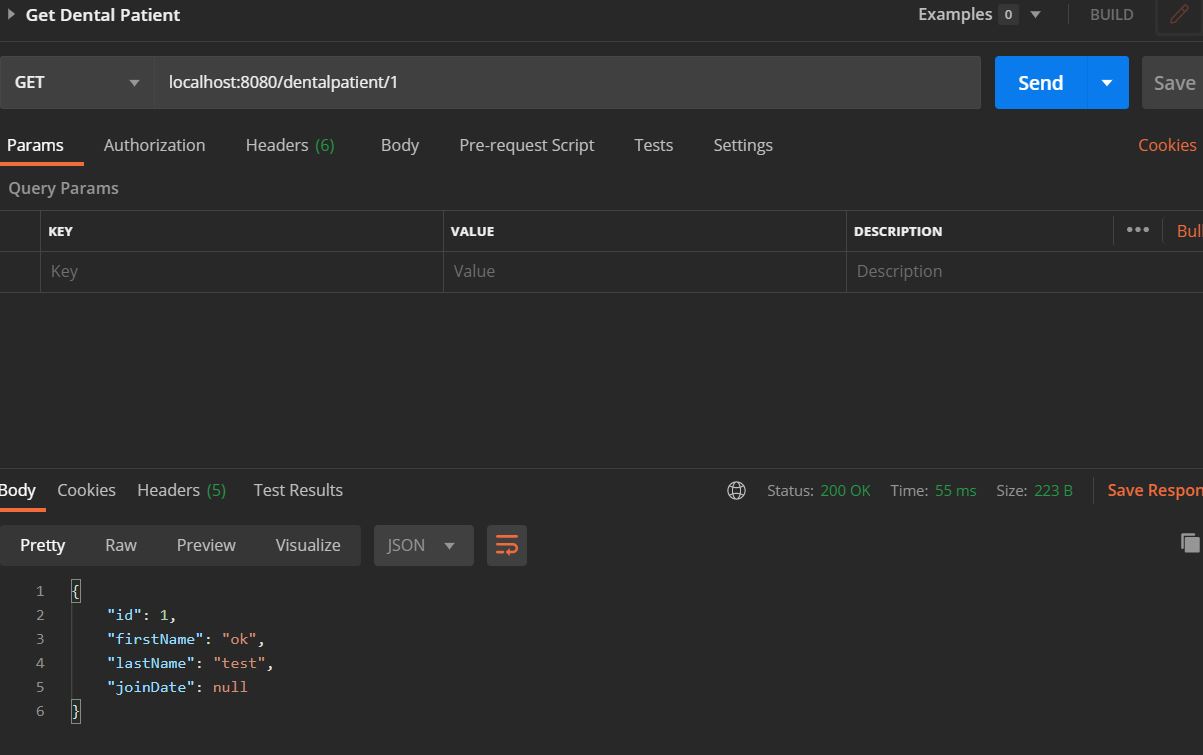 Get Dental Patient Examples 0 BUILD
GET localhost:8080/dentalpatient/1 Send Save
Params Authorization Headers (6) Body Pre-request Script Tests Settings Cookies
Query Params
KEY VALUE DESCRIPTION ••• Bul
Key Value Description
Body Cookies Headers (5) Test Results Status: 200 OK Time: 55 ms Size: 223 B Save Respon
Pretty Raw Preview Visualize JSON
1 {
2 "id": 1,
3 "firstName": "ok",
4 "lastName": "test",
5 "joinDate": null
6 }